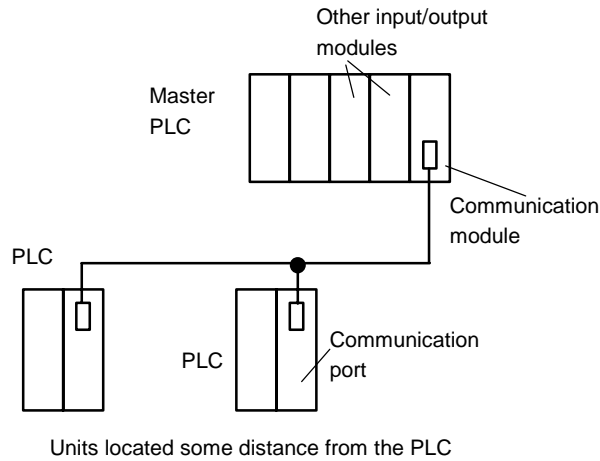 Other input/output
modules
Master
PLC
Communication
module
PLC
PLC
Communication
port
Units located some distance from the PLC